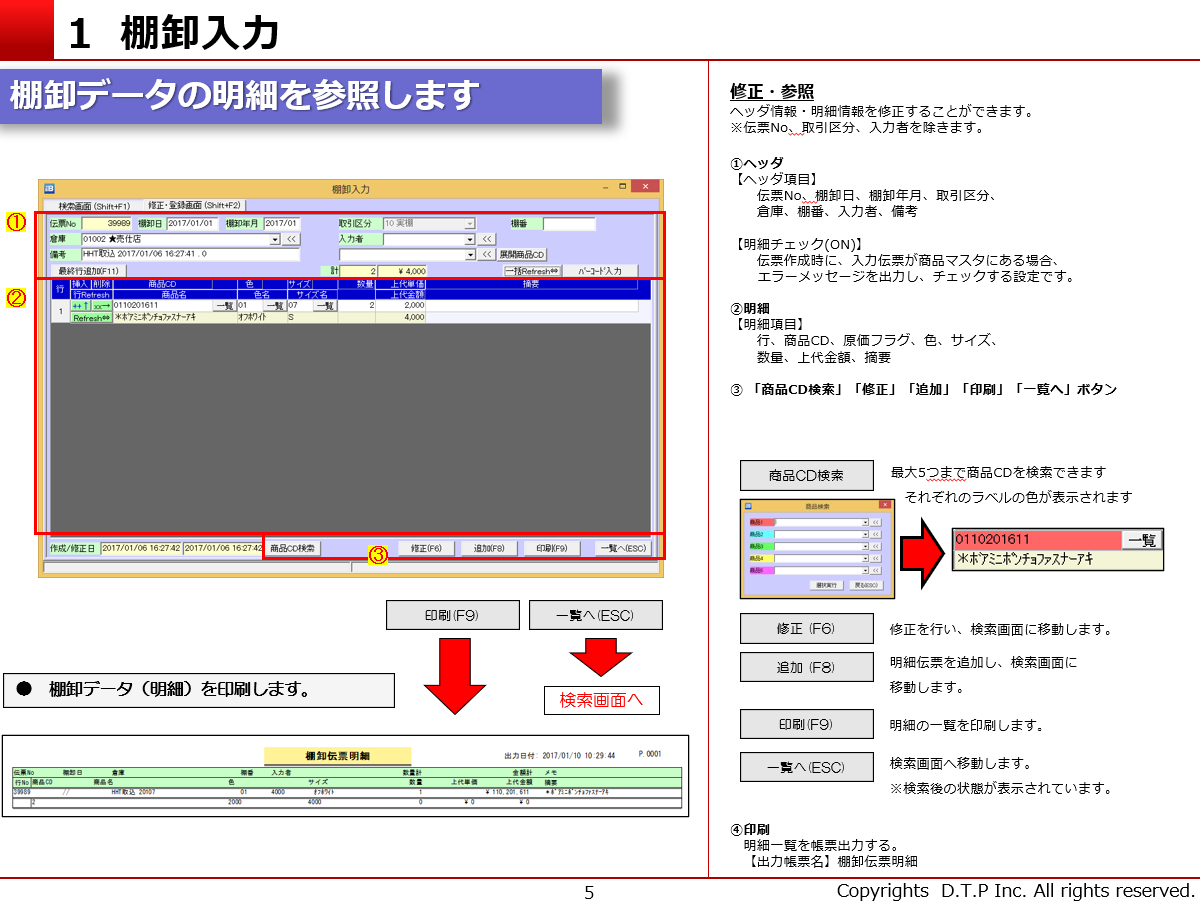 1 棚卸入力
棚卸データの明細を参照します
棚卸入力
検索画面 (Shift+F1) 修正・登録画面 (Shift+F2)
①
伝票No 39989 棚卸日 2017/01/01 棚卸年月 2017/01 取引区分 10 実棚 棚番
倉庫 01002 ★売仕店 << 入力者 <<
備考 HHT取込 2017/01/06 16:27:41 . 0 << 展開商品CD
最終行追加(F11) 計 2 ¥ 4,000 一括Refresh⇔ バーコード入力
②
行 挿入 削除 商品CD 色 サイズ 数量 上代単価 摘要
行Refresh 商品名 色名 サイズ名 上代金額
1 ++↑ xx→ 0110201611 一覧 01 一覧 07 一覧 2 2,000
Refresh⇔ *ボアミニポンチョファスナーアキ オフホワイト S 4,000
作成/修正日 2017/01/06 16:27:42 2017/01/06 16:27:42 商品CD検索 ③ 修正(F6) 追加(F8) 印刷(F9) 一覧へ(ESC)
印刷(F9) 一覧へ(ESC)
● 棚卸データ（明細）を印刷します。
検索画面へ
棚卸伝票明細 出力日付: 2017/01/10 10:29:44 P. 0001
伝票No 棚卸日 倉庫 棚番 入力者 数量計 金額計 メモ
行No 商品CD 商品名 色 サイズ 数量 上代単価 上代金額 摘要
39989 // HHT取込 20107 01 4000 オフホワイト 1 ¥ 110,201,611 *ボアミニポンチョファスナーアキ
2 2000 4000 0 ¥ 0 ¥ 0
修正・参照
ヘッダ情報・明細情報を修正することができます。
※伝票No、取引区分、入力者を除きます。
①ヘッダ
【ヘッダ項目】
伝票No、棚卸日、棚卸年月、取引区分、
倉庫、棚番、入力者、備考
【明細チェック(ON)】
伝票作成時に、入力伝票が商品マスタにある場合、
エラーメッセージを出力し、チェックする設定です。
②明細
【明細項目】
行、商品CD、原価フラグ、色、サイズ、
数量、上代金額、摘要
③ 「商品CD検索」「修正」「追加」「印刷」「一覧へ」ボタン
商品CD検索 最大5つまで商品CDを検索できます
それぞれのラベルの色が表示されます
商品検索
商品1 <<
商品2 <<
商品3 <<
商品4 <<
商品5 <<
選択実行 戻る(ESC)
0110201611 一覧
*ボアミニポンチョファスナーアキ
修正 (F6) 修正を行い、検索画面に移動します。
追加 (F8) 明細伝票を追加し、検索画面に
移動します。
印刷(F9) 明細の一覧を印刷します。
一覧へ(ESC) 検索画面へ移動します。
※検索後の状態が表示されています。
④印刷
明細一覧を帳票出力する。
【出力帳票名】棚卸伝票明細
5
Copyrights D.T.P Inc. All rights reserved.